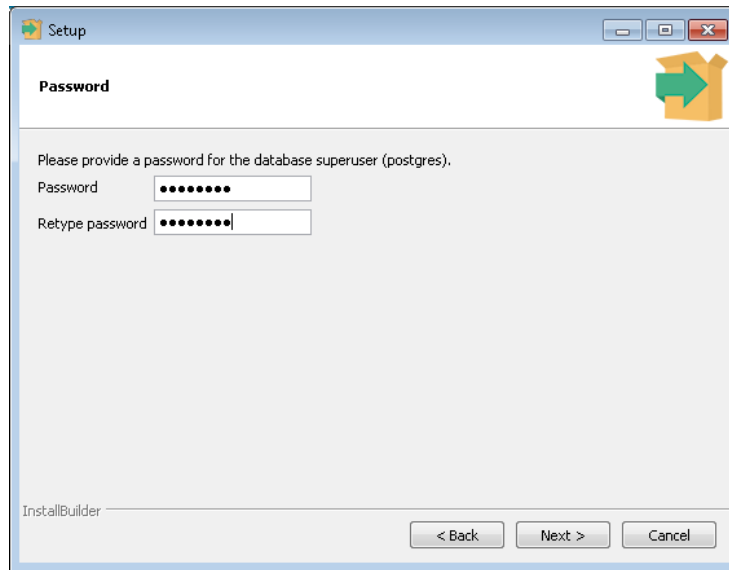 Setup
Password
Please provide a password for the database superuser (postgres).
Password ••••••••
Retype password ••••••••
InstallBuilder
< Back Next > Cancel